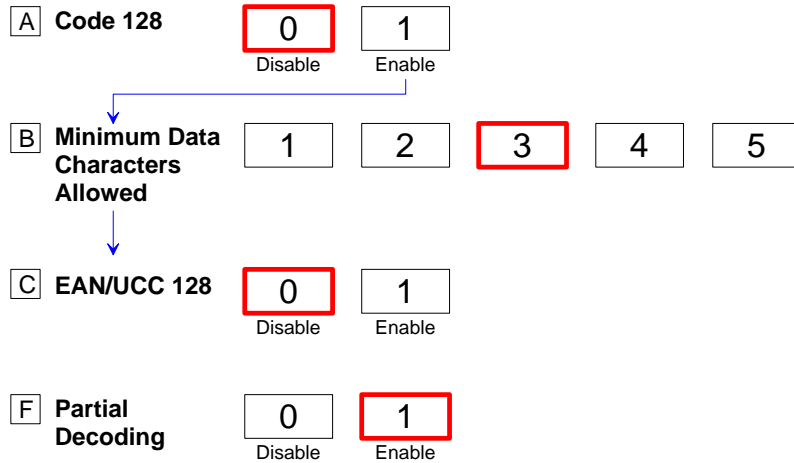 A Code 128 0 1
Disable Enable
B Minimum Data 1 2 3 4 5
Characters
Allowed
C EAN/UCC 128 0 1
Disable Enable
F Partial 0 1
Decoding
Disable Enable